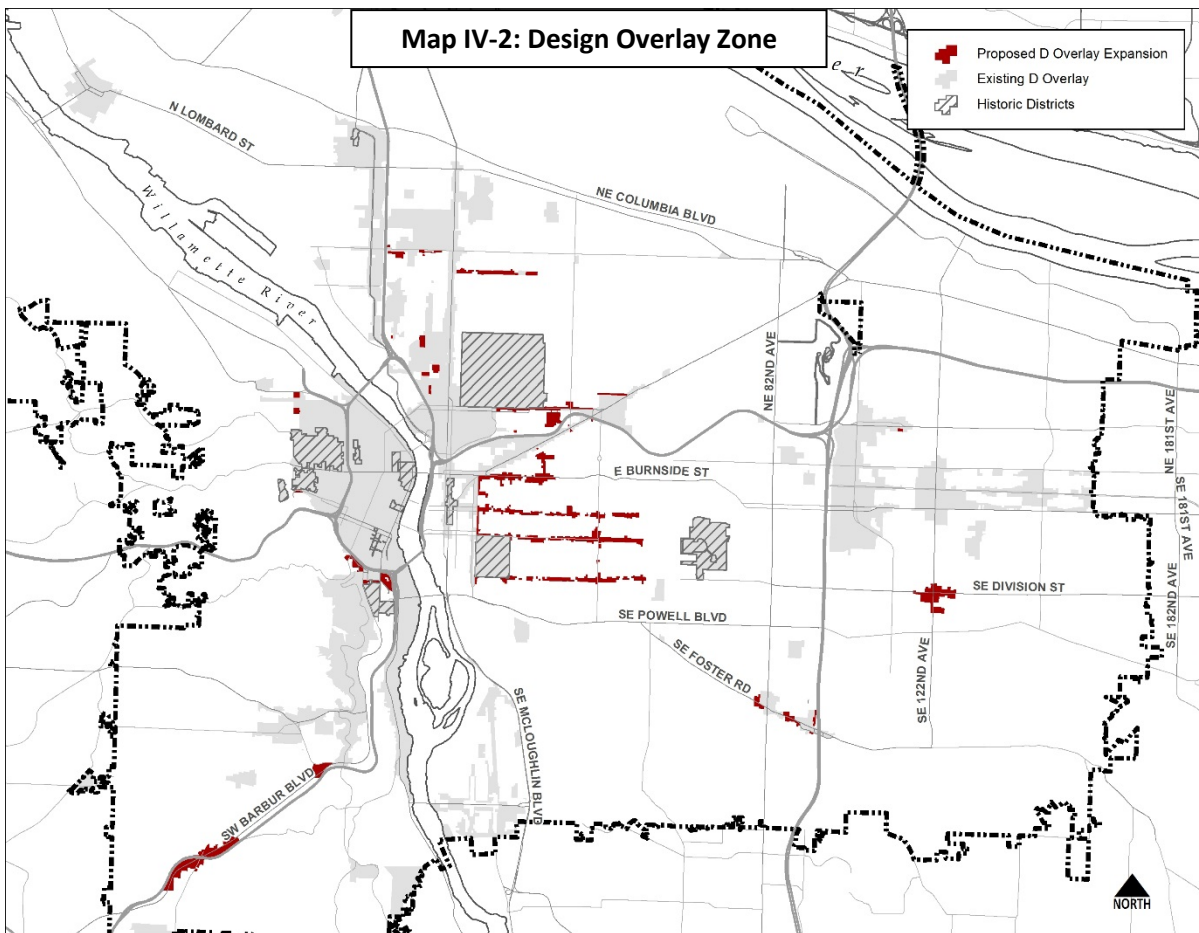 Map IV-2: Design Overlay Zone
er
Proposed D Overlay Expansion
Existing D Overlay
Historic Districts
N LOMBARD ST
Willamette River
NE COLUMBIA BLVD
NE 82ND AVE
NE 181ST AVE
E BURNSIDE ST
SE 181ST AVE
SE DIVISION ST
SE POWELL BLVD
SE 182ND AVE
SE FOSTER RD
SE 122ND AVE
SE MCLOUGHLIN BLVD
SW BARBUR BLVD
NORTH